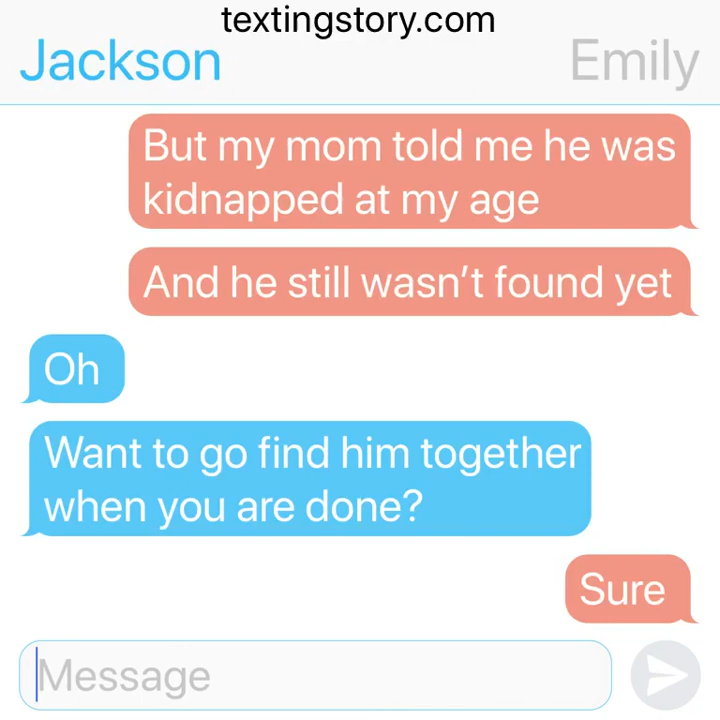 textingstory.com
Jackson Emily
But my mom told me he was
kidnapped at my age
And he still wasn’t found yet
Oh
Want to go find him together
when you are done?
Sure
Message